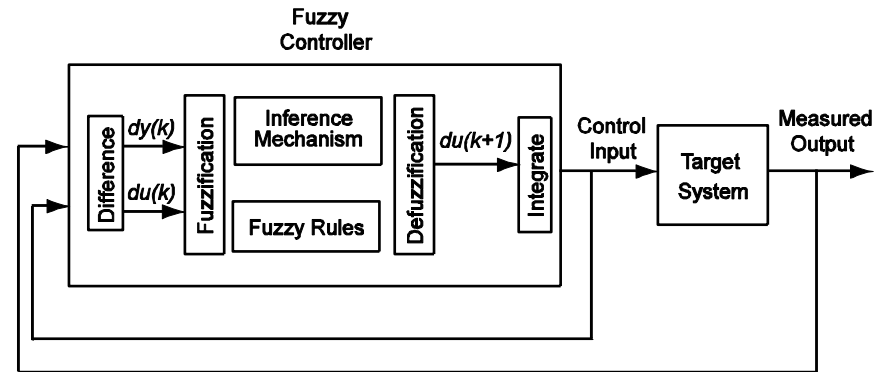 Fuzzy
Controller
Difference
dy(k)
du(k)
Fuzzification
Inference
Mechanism
Fuzzy Rules
Defuzzification
du(k+1)
Integrate
Control
Input
Target
System
Measured
Output